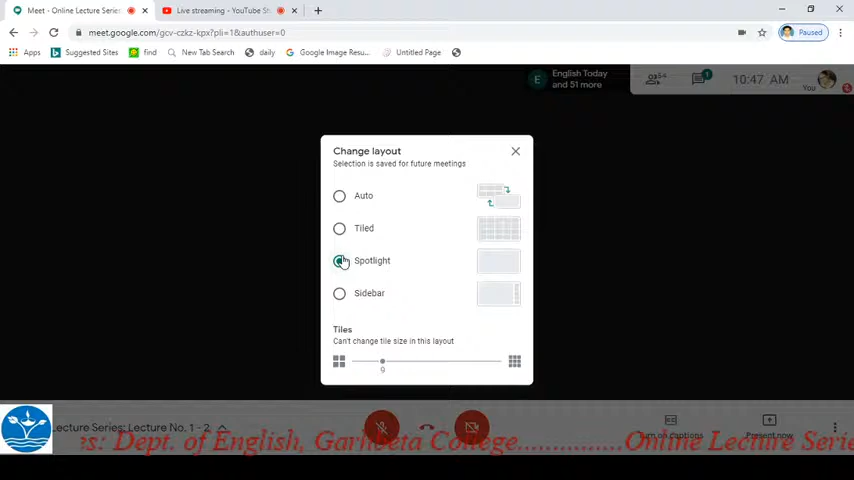 Meet - Online Lecture Series
Live streaming - YouTube S
meet.google.com/gcv-czkz-kpx?pli=1&authuser=0
Paused
Apps
Suggested Sites
find
New Tab Search
daily
Google Image Resu...
Untitled Page
E
English Today
and 51 more
54
1
10:47 AM
You
Change layout
Selection is saved for future meetings
Auto
Tiled
Spotlight
Sidebar
Tiles
Can't change tile size in this layout
9
Lecture Series: Lecture No. 1 - 2
Turn on captions
Present now
s: Dept. of English, Garhbeta College...............Online Lecture Serie